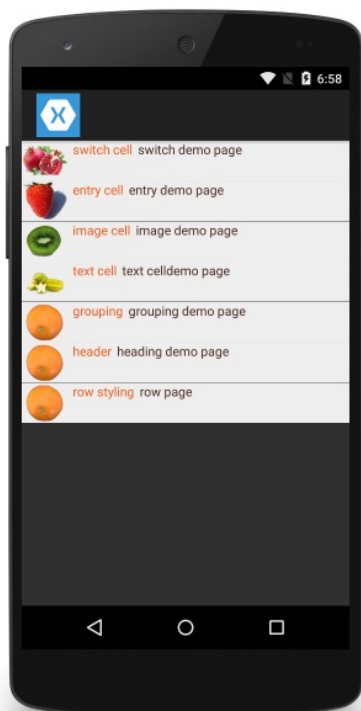 6:58
switch cell switch demo page
entry cell entry demo page
image cell image demo page
text cell text celldemo page
grouping grouping demo page
header heading demo page
row styling row page